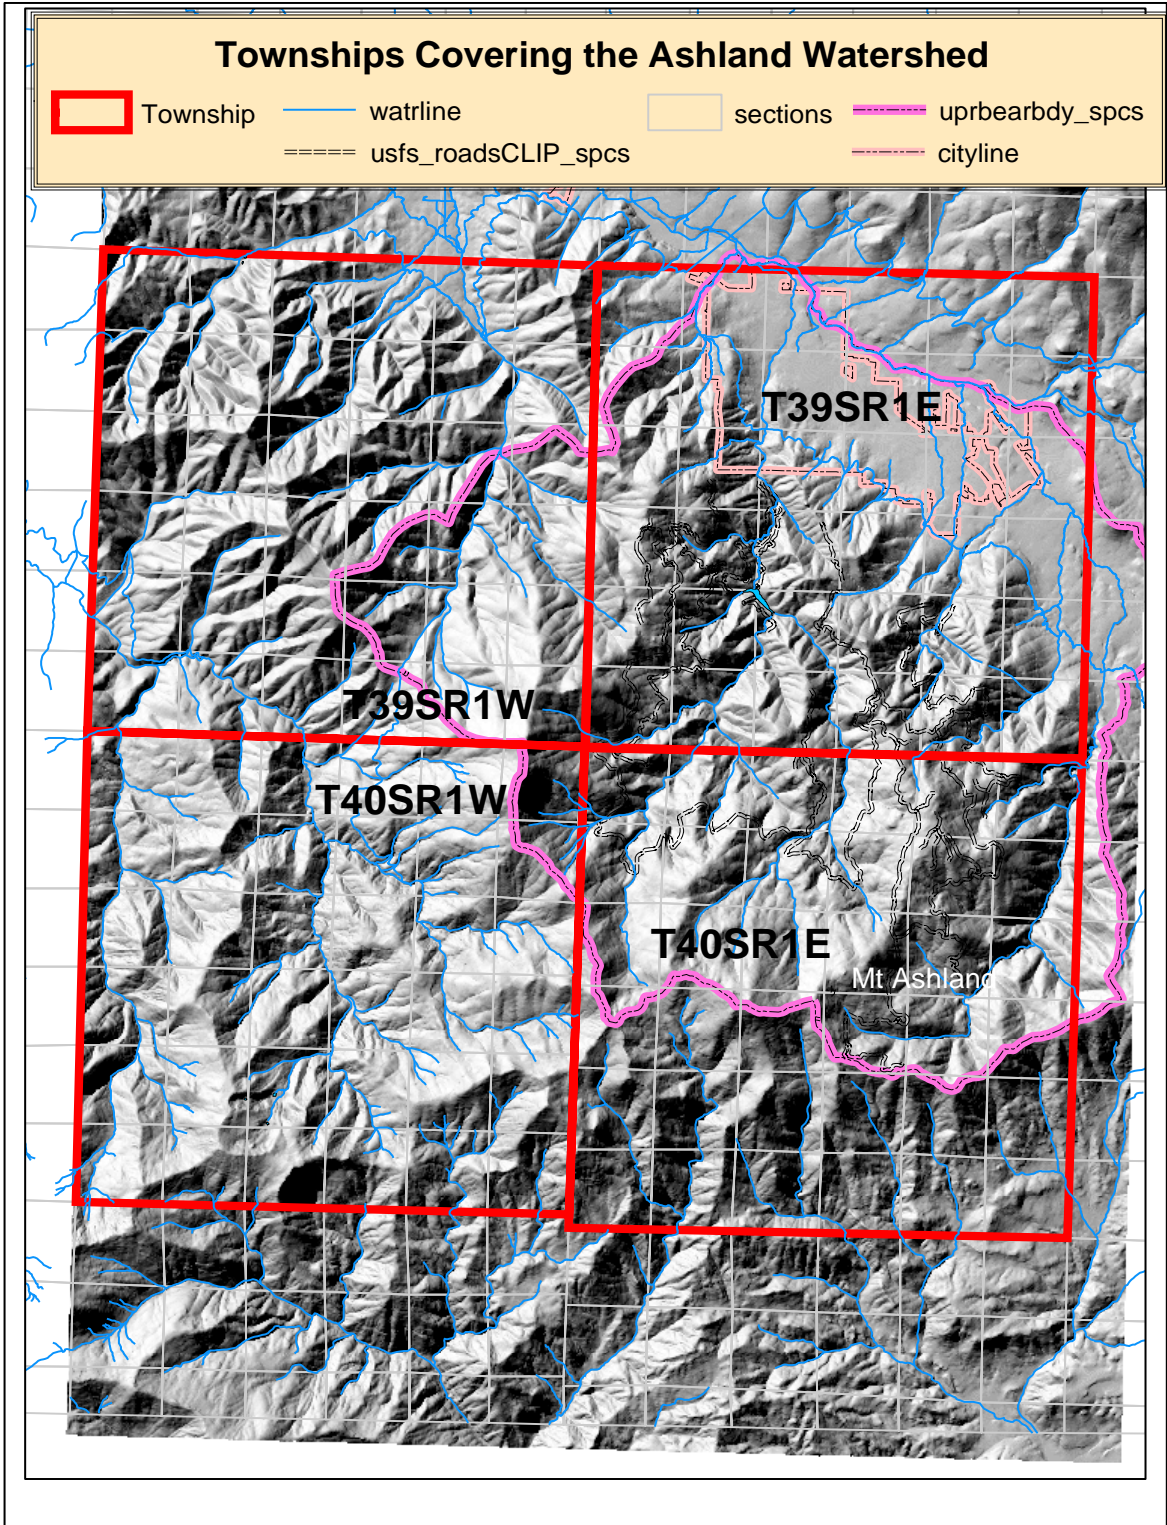 Townships Covering the Ashland Watershed
Township watrline sections uprbearbdy_spcs
usfs_roadsCLIP_spcs cityline
T39SR1E
T39SR1W
T40SR1W
T40SR1E
Mt Ashland